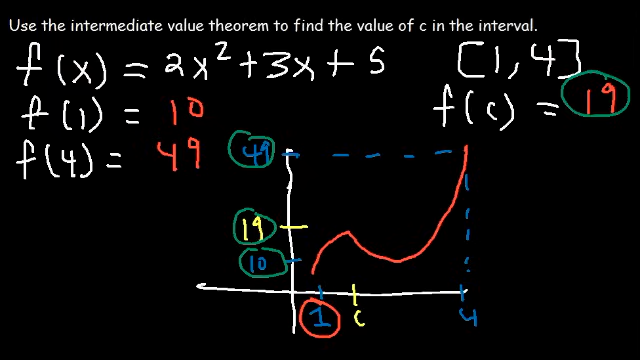 Use the intermediate value theorem to find the value of c in the interval.
f(x) = 2x² + 3x + 5 [1, 4]
f(1) = 10 f(c) = 19
f(4) = 49 49
19
10
1 c 4